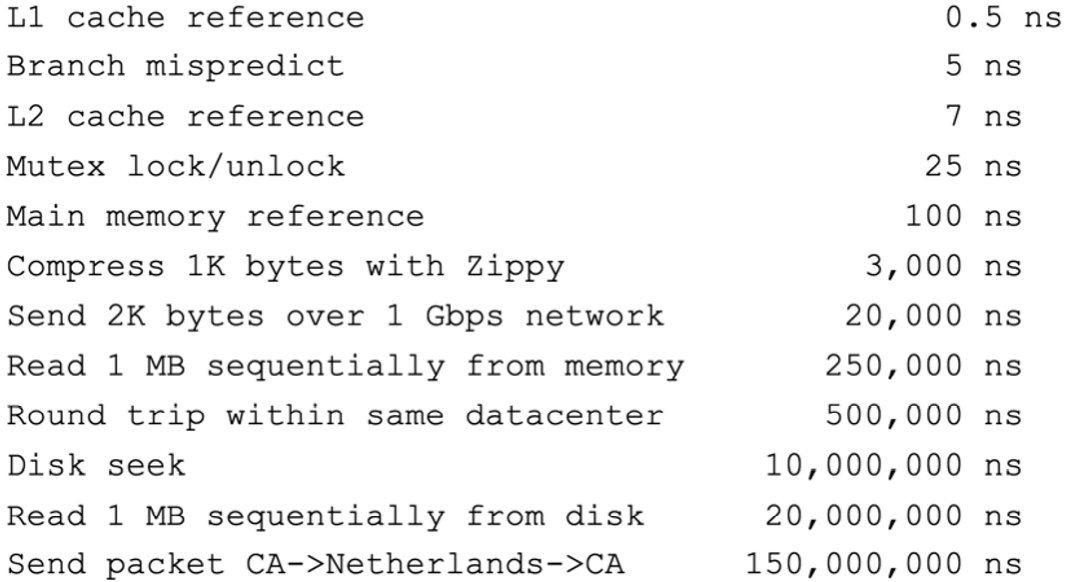 L1 cache reference 0.5 ns
Branch mispredict 5 ns
L2 cache reference 7 ns
Mutex lock/unlock 25 ns
Main memory reference 100 ns
Compress 1K bytes with Zippy 3,000 ns
Send 2K bytes over 1 Gbps network 20,000 ns
Read 1 MB sequentially from memory 250,000 ns
Round trip within same datacenter 500,000 ns
Disk seek 10,000,000 ns
Read 1 MB sequentially from disk 20,000,000 ns
Send packet CA->Netherlands->CA 150,000,000 ns